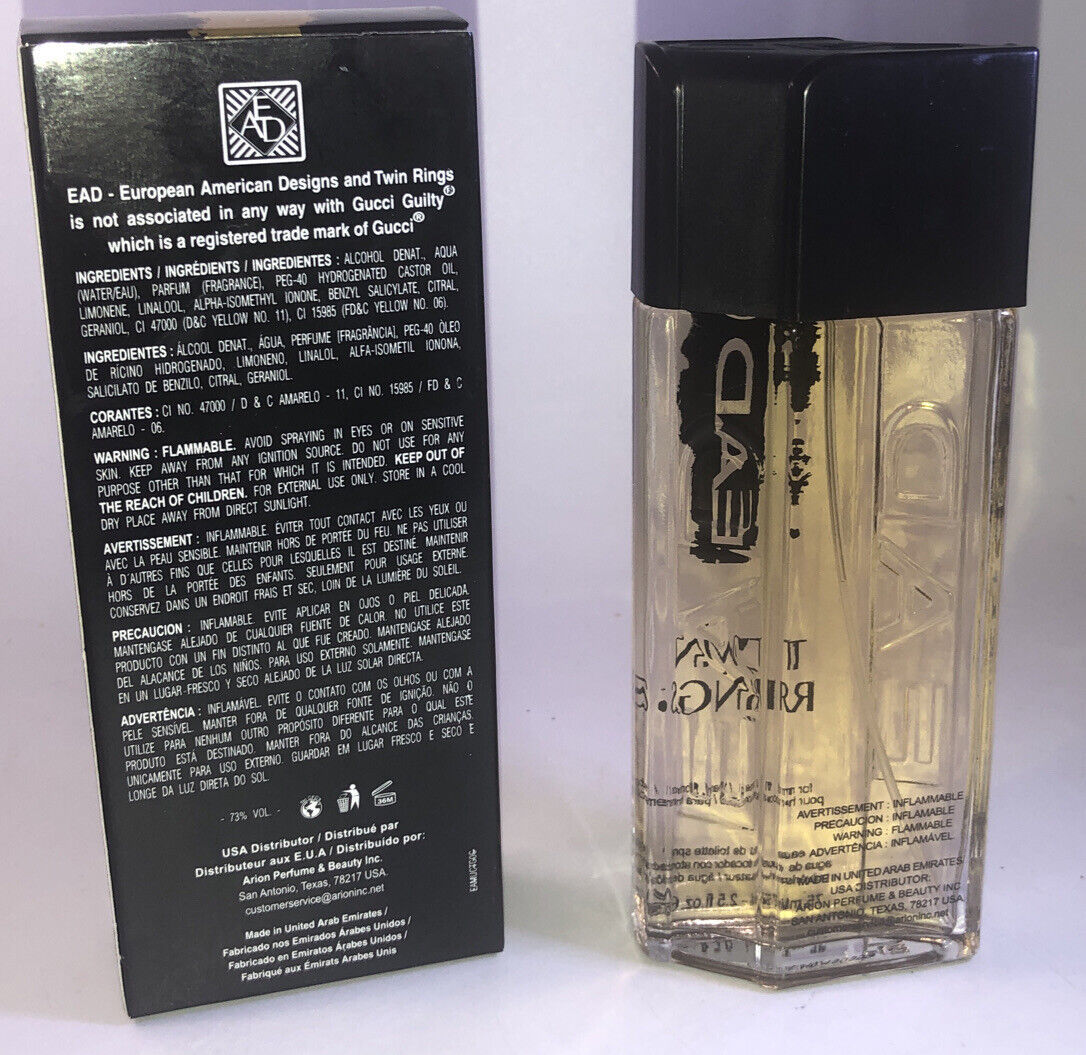 EAD
EAD - European American Designs and Twin Rings
is not associated in any way with Gucci Guilty®
which is a registered trade mark of Gucci®
INGREDIENTS / INGRÉDIENTS / INGREDIENTES : ALCOHOL DENAT., AQUA
(WATER/EAU), PARFUM (FRAGRANCE), PEG-40 HYDROGENATED CASTOR OIL,
LIMONENE, LINALOOL, ALPHA-ISOMETHYL IONONE, BENZYL SALICYLATE, CITRAL,
GERANIOL, CI 47000 (D&C YELLOW NO. 11), CI 15985 (FD&C YELLOW NO. 06).
INGREDIENTES : ÁLCOOL DENAT., ÁGUA, PERFUME [FRAGRÂNCIA], PEG-40 ÓLEO
DE RICINO HIDROGENADO, LIMONENO, LINALOL, ALFA-ISOMETIL IONONA,
SALICILATO DE BENZILO, CITRAL, GERANIOL.
CORANTES : CI NO. 47000 / D & C AMARELO - 11, CI NO. 15985 / FD & C
AMARELO - 06.
WARNING : FLAMMABLE. AVOID SPRAYING IN EYES OR ON SENSITIVE
SKIN. KEEP AWAY FROM ANY IGNITION SOURCE. DO NOT USE FOR ANY
PURPOSE OTHER THAN THAT FOR WHICH IT IS INTENDED. KEEP OUT OF
THE REACH OF CHILDREN. FOR EXTERNAL USE ONLY. STORE IN A COOL
DRY PLACE AWAY FROM DIRECT SUNLIGHT.
AVERTISSEMENT : INFLAMMABLE. ÉVITER TOUT CONTACT AVEC LES YEUX OU
AVEC LA PEAU SENSIBLE. MAINTENIR HORS DE PORTÉE DU FEU. NE PAS UTILISER
À D'AUTRES FINS QUE CELLES POUR LESQUELLES IL EST DESTINÉ. MAINTENIR
HORS DE LA PORTÉE DES ENFANTS. SEULEMENT POUR USAGE EXTERNE.
CONSERVEZ DANS UN ENDROIT FRAIS ET SEC, LOIN DE LA LUMIÈRE DU SOLEIL.
PRECAUCION : INFLAMABLE. EVITE APLICAR EN OJOS O PIEL DELICADA.
MANTENGASE ALEJADO DE CUALQUIER FUENTE DE CALOR. NO UTILICE ESTE
PRODUCTO CON UN FIN DISTINTO AL QUE FUE CREADO. MANTENGASE ALEJADO
DEL ALACANCE DE LOS NIÑOS. PARA USO EXTERNO SOLAMENTE. MANTENGASE
EN UN LUGAR FRESCO Y SECO ALEJADO DE LA LUZ SOLAR DIRECTA.
ADVERTÊNCIA : INFLAMÁVEL. EVITE O CONTATO COM OS OLHOS OU COM A
PELE SENSÍVEL. MANTER FORA DE QUALQUER FONTE DE IGNIÇÃO. NÃO O
UTILIZE PARA NENHUM OUTRO PROPÓSITO DIFERENTE PARA O QUAL ESTE
PRODUTO ESTÁ DESTINADO. MANTER FORA DO ALCANCE DAS CRIANÇAS.
UNICAMENTE PARA USO EXTERNO. GUARDAR EM LUGAR FRESCO E SECO E
LONGE DA LUZ DIRETA DO SOL.
- 73% VOL. -
36M
USA Distributor / Distribué par
Distributeur aux E.U.A / Distribuído por:
Arion Perfume & Beauty Inc.
San Antonio, Texas, 78217 USA.
customerservice@arioninc.net
Made in United Arab Emirates /
Fabricado nos Emirados Árabes Unidos /
Fabricado en Emiratos Árabes Unidos /
Fabriqué aux Émirats Arabes Unis
EAD
RINGS
AVERTISSEMENT : INFLAMMABLE
PRECAUCION : INFLAMABLE
WARNING : FLAMMABLE
ADVERTÊNCIA : INFLAMÁVEL
MADE IN UNITED ARAB EMIRATES
USA DISTRIBUTOR:
ARION PERFUME & BEAUTY INC
SAN ANTONIO, TEXAS, 78217 USA